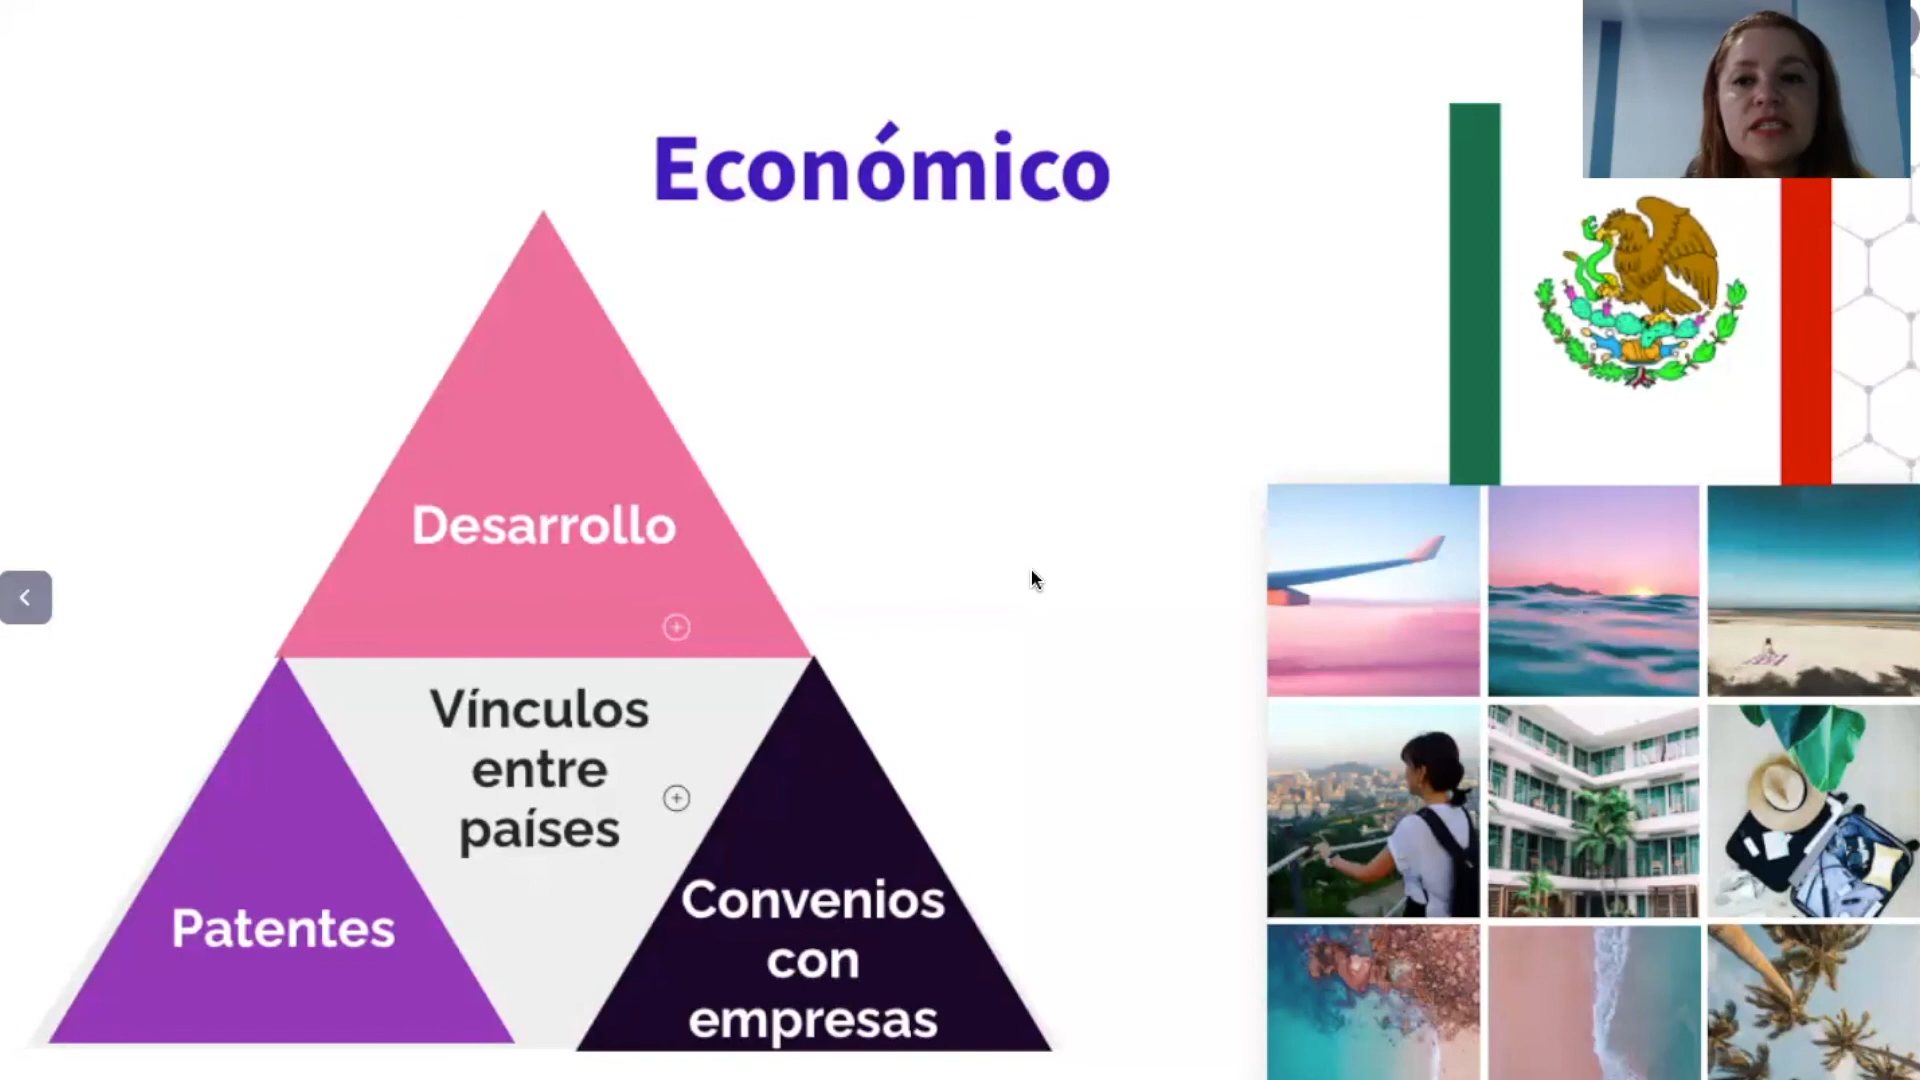 Económico
Desarrollo
Vínculos
entre
países
Patentes
Convenios
con
empresas